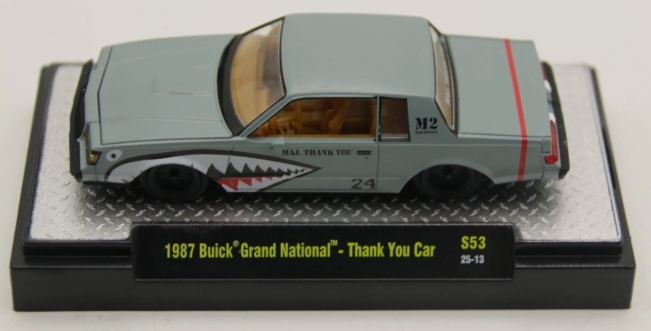 MAJ. THANK YOU
M2
MACHINES
24
1987 Buick® Grand National™ - Thank You Car
S53
25-13